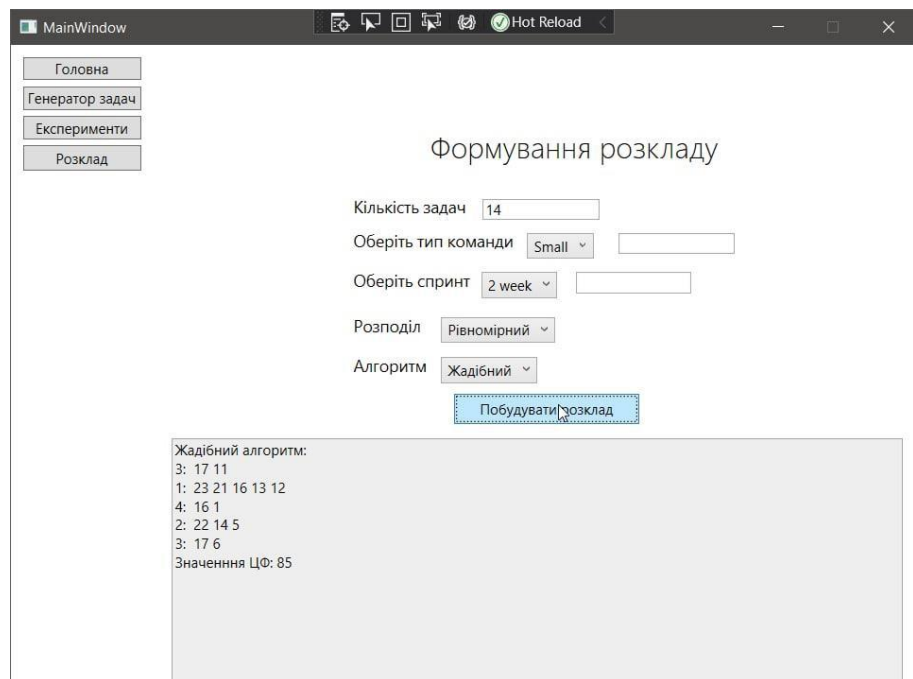 MainWindow
Hot Reload
Головна
Генератор задач
Експерименти
Розклад
Формування розкладу
Кількість задач 14
Оберіть тип команди Small
Оберіть спринт 2 week
Розподіл Рівномірний
Алгоритм Жадібний
Побудувати розклад
Жадібний алгоритм:
3: 17 11
1: 23 21 16 13 12
4: 16 1
2: 22 14 5
3: 17 6
Значенння ЦФ: 85